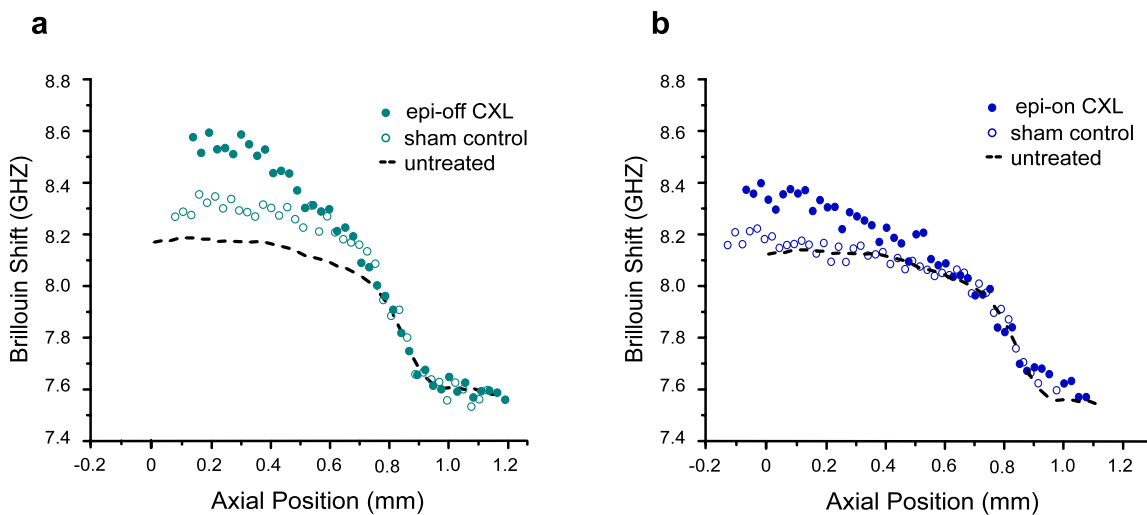 a
8.8
8.6
8.4
8.2
8.0
7.8
7.6
7.4
-0.2
0
0.2
0.4
0.6
0.8
1.0
1.2
Brillouin Shift (GHZ)
Axial Position (mm)
epi-off CXL
sham control
untreated
b
8.8
8.6
8.4
8.2
8.0
7.8
7.6
7.4
-0.2
0
0.2
0.4
0.6
0.8
1.0
1.2
Brillouin Shift (GHZ)
Axial Position (mm)
epi-on CXL
sham control
untreated